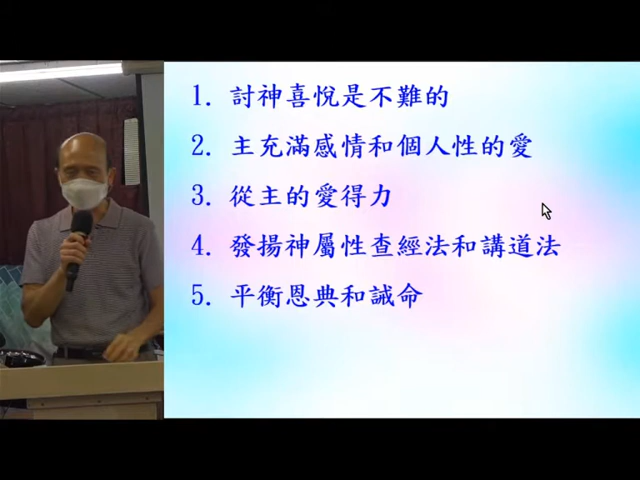 1. 討神喜悅是不難的
2. 主充滿感情和個人性的愛
3. 從主的愛得力
4. 發揚神屬性查經法和講道法
5. 平衡恩典和誡命